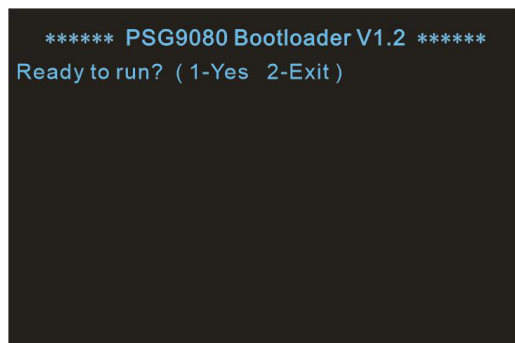 ****** PSG9080 Bootloader V1.2 ******
Ready to run? ( 1-Yes 2-Exit )